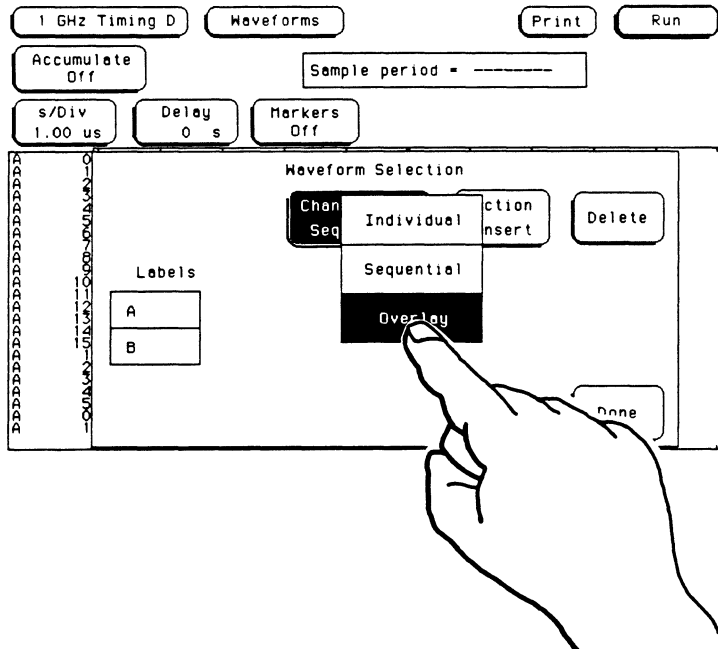 1 GHz Timing D Waveforms Print Run
Accumulate
Off
Sample period = --------
s/Div
1.00 us
Delay
0 s
Markers
Off
Waveform Selection
Chan
Seq
ction
nsert
Delete
Individual
Sequential
Overlay
Labels
A
B
Done
A 0
A 1
A 2
A 3
A 4
A 5
A 6
A 7
A 8
A 9
A 10
A 11
A 12
A 13
A 14
A 15
A 1
A 2
A 3
A 4
A 5
A 0
A 1